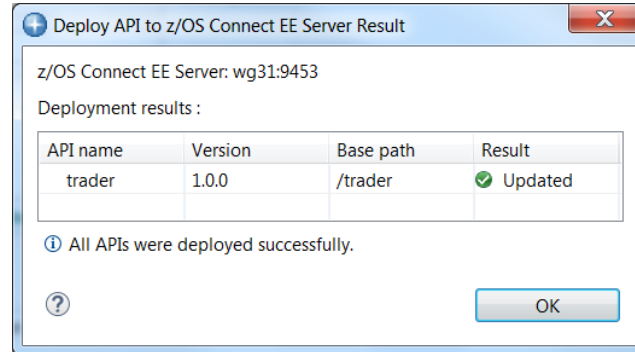 Deploy API to z/OS Connect EE Server Result
z/OS Connect EE Server: wg31:9453
Deployment results :
API name Version Base path Result
trader 1.0.0 /trader Updated
All APIs were deployed successfully.
OK